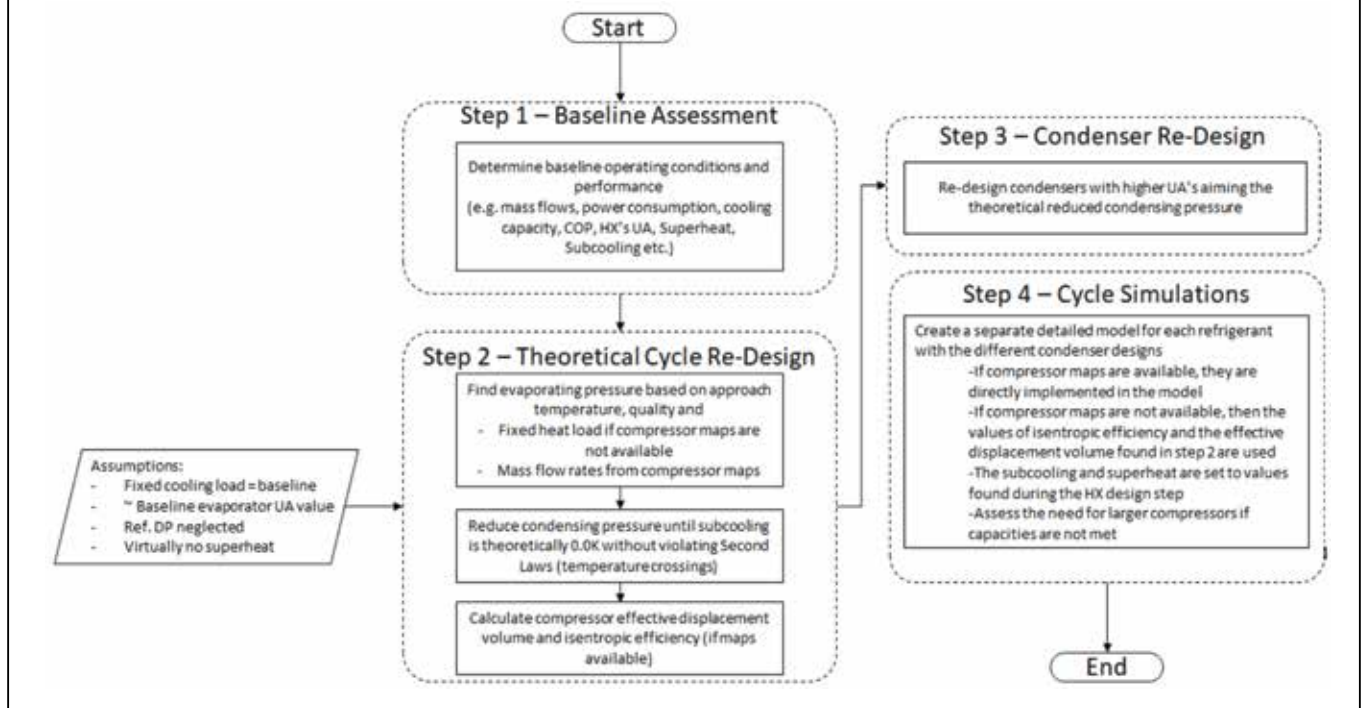 Start
Step 1 – Baseline Assessment
Determine baseline operating conditions and
performance
(e.g. mass flows, power consumption, cooling
capacity, COP, HX's UA, Superheat,
Subcooling etc.)
Step 2 – Theoretical Cycle Re-Design
Find evaporating pressure based on approach
temperature, quality and
- Fixed heat load if compressor maps are
not available
- Mass flow rates from compressor maps
Assumptions:
- Fixed cooling load = baseline
- ~ Baseline evaporator UA value
- Ref. DP neglected
- Virtually no superheat
Reduce condensing pressure until subcooling
is theoretically 0.0K without violating Second
Laws (temperature crossings)
Calculate compressor effective displacement
volume and isentropic efficiency (if maps
available)
Step 3 – Condenser Re-Design
Re-design condensers with higher UA's aiming the
theoretical reduced condensing pressure
Step 4 – Cycle Simulations
Create a separate detailed model for each refrigerant
with the different condenser designs
-If compressor maps are available, they are
directly implemented in the model
-If compressor maps are not available, then the
values of isentropic efficiency and the effective
displacement volume found in step 2 are used
-The subcooling and superheat are set to values
found during the HX design step
-Assess the need for larger compressors if
capacities are not met
End